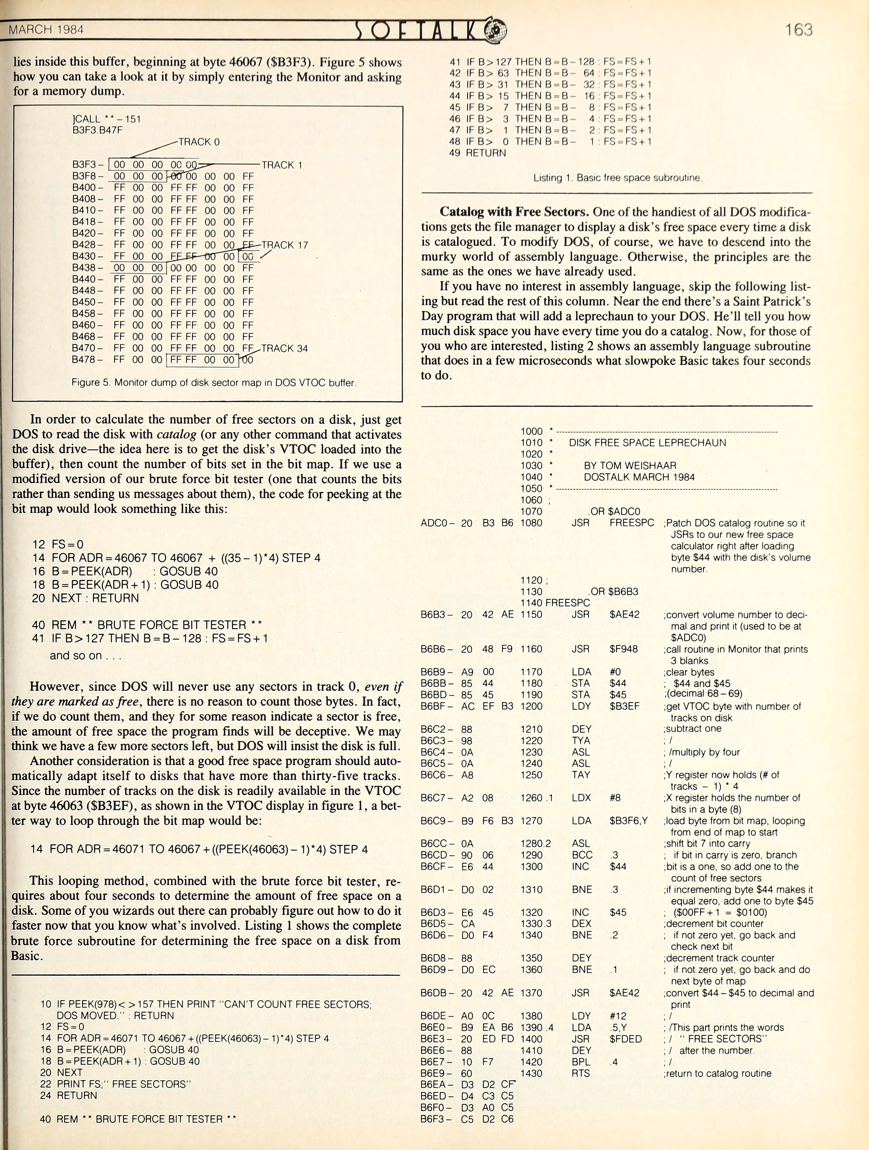 MARCH 1984
SOFTALK
163
lies inside this buffer, beginning at byte 46067 ($B3F3). Figure 5 shows
how you can take a look at it by simply entering the Monitor and asking
for a memory dump.
]CALL **-151
B3F3.B47F
TRACK 0
B3F3- 00 00 00 00 00 TRACK 1
B3F8- 00 00 00 00 00 00 00 FF
B400- FF 00 00 FF FF 00 00 FF
B408- FF 00 00 FF FF 00 00 FF
B410- FF 00 00 FF FF 00 00 FF
B418- FF 00 00 FF FF 00 00 FF
B420- FF 00 00 FF FF 00 00 FF
B428- FF 00 00 FF FF 00 00 FF TRACK 17
B430- FF 00 00 FF FF 00 00 00
B438- 00 00 00 00 00 00 00 FF
B440- FF 00 00 FF FF 00 00 FF
B448- FF 00 00 FF FF 00 00 FF
B450- FF 00 00 FF FF 00 00 FF
B458- FF 00 00 FF FF 00 00 FF
B460- FF 00 00 FF FF 00 00 FF
B468- FF 00 00 FF FF 00 00 FF
B470- FF 00 00 FF FF 00 00 FF TRACK 34
B478- FF 00 00 FF FF 00 00 00
Figure 5. Monitor dump of disk sector map in DOS VTOC buffer.
In order to calculate the number of free sectors on a disk, just get
DOS to read the disk with catalog (or any other command that activates
the disk drive—the idea here is to get the disk's VTOC loaded into the
buffer), then count the number of bits set in the bit map. If we use a
modified version of our brute force bit tester (one that counts the bits
rather than sending us messages about them), the code for peeking at the
bit map would look something like this:
12 FS=0
14 FOR ADR=46067 TO 46067 + ((35-1)*4) STEP 4
16 B=PEEK(ADR) : GOSUB 40
18 B=PEEK(ADR+1) : GOSUB 40
20 NEXT : RETURN
40 REM ** BRUTE FORCE BIT TESTER **
41 IF B>127 THEN B=B-128 : FS=FS+1
and so on . . .
However, since DOS will never use any sectors in track 0, even if
they are marked as free, there is no reason to count those bytes. In fact,
if we do count them, and they for some reason indicate a sector is free,
the amount of free space the program finds will be deceptive. We may
think we have a few more sectors left, but DOS will insist the disk is full.
Another consideration is that a good free space program should auto-
matically adapt itself to disks that have more than thirty-five tracks.
Since the number of tracks on the disk is readily available in the VTOC
at byte 46063 ($B3EF), as shown in the VTOC display in figure 1, a bet-
ter way to loop through the bit map would be:
14 FOR ADR=46071 TO 46067+((PEEK(46063)-1)*4) STEP 4
This looping method, combined with the brute force bit tester, re-
quires about four seconds to determine the amount of free space on a
disk. Some of you wizards out there can probably figure out how to do it
faster now that you know what's involved. Listing 1 shows the complete
brute force subroutine for determining the free space on a disk from
Basic.
10 IF PEEK(978)< >157 THEN PRINT "CAN'T COUNT FREE SECTORS;
DOS MOVED." : RETURN
12 FS=0
14 FOR ADR=46071 TO 46067+((PEEK(46063)-1)*4) STEP 4
16 B=PEEK(ADR) : GOSUB 40
18 B=PEEK(ADR+1) : GOSUB 40
20 NEXT
22 PRINT FS;" FREE SECTORS"
24 RETURN
40 REM ** BRUTE FORCE BIT TESTER **
41 IF B>127 THEN B=B-128 : FS=FS+1
42 IF B> 63 THEN B=B- 64 : FS=FS+1
43 IF B> 31 THEN B=B- 32 : FS=FS+1
44 IF B> 15 THEN B=B- 16 : FS=FS+1
45 IF B> 7 THEN B=B- 8 : FS=FS+1
46 IF B> 3 THEN B=B- 4 : FS=FS+1
47 IF B> 1 THEN B=B- 2 : FS=FS+1
48 IF B> 0 THEN B=B- 1 : FS=FS+1
49 RETURN
Listing 1. Basic free space subroutine.
Catalog with Free Sectors. One of the handiest of all DOS modifica-
tions gets the file manager to display a disk's free space every time a disk
is catalogued. To modify DOS, of course, we have to descend into the
murky world of assembly language. Otherwise, the principles are the
same as the ones we have already used.
If you have no interest in assembly language, skip the following list-
ing but read the rest of this column. Near the end there's a Saint Patrick's
Day program that will add a leprechaun to your DOS. He'll tell you how
much disk space you have every time you do a catalog. Now, for those of
you who are interested, listing 2 shows an assembly language subroutine
that does in a few microseconds what slowpoke Basic takes four seconds
to do.
1000 * ----------------------------------------
1010 * DISK FREE SPACE LEPRECHAUN
1020 *
1030 * BY TOM WEISHAAR
1040 * DOSTALK MARCH 1984
1050 * ----------------------------------------
1060 ;
1070 .OR $ADC0
ADC0- 20 B3 B6 1080 JSR FREESPC ;Patch DOS catalog routine so it
JSRs to our new free space
calculator right after loading
byte $44 with the disk's volume
number.
1120 ;
1130 .OR $B6B3
1140 FREESPC
B6B3- 20 42 AE 1150 JSR $AE42 ;convert volume number to deci-
mal and print it (used to be at
$ADC0)
B6B6- 20 48 F9 1160 JSR $F948 ;call routine in Monitor that prints
3 blanks
B6B9- A9 00 1170 LDA #0 ;clear bytes
B6BB- 85 44 1180 STA $44 ; $44 and $45
B6BD- 85 45 1190 STA $45 ;(decimal 68-69)
B6BF- AC EF B3 1200 LDY $B3EF ;get VTOC byte with number of
tracks on disk
B6C2- 88 1210 DEY ;subtract one
B6C3- 98 1220 TYA ; /
B6C4- 0A 1230 ASL ; /multiply by four
B6C5- 0A 1240 ASL ; /
B6C6- A8 1250 TAY ;Y register now holds (# of
tracks - 1) * 4
B6C7- A2 08 1260 .1 LDX #8 ;X register holds the number of
bits in a byte (8)
B6C9- B9 F6 B3 1270 LDA $B3F6,Y ;load byte from bit map, looping
from end of map to start
B6CC- 0A 1280.2 ASL ;shift bit 7 into carry
B6CD- 90 06 1290 BCC .3 ; if bit in carry is zero, branch
B6CF- E6 44 1300 INC $44 ;bit is a one, so add one to the
count of free sectors
B6D1- D0 02 1310 BNE .3 ;if incrementing byte $44 makes it
equal zero, add one to byte $45
B6D3- E6 45 1320 INC $45 ; ($00FF+1 = $0100)
B6D5- CA 1330.3 DEX ;decrement bit counter
B6D6- D0 F4 1340 BNE .2 ; if not zero yet, go back and
check next bit
B6D8- 88 1350 DEY ;decrement track counter
B6D9- D0 EC 1360 BNE .1 ; if not zero yet, go back and do
next byte of map
B6DB- 20 42 AE 1370 JSR $AE42 ;convert $44-$45 to decimal and
print
B6DE- A0 0C 1380 LDY #12 ; /
B6E0- B9 EA B6 1390 .4 LDA .5,Y ; /This part prints the words
B6E3- 20 ED FD 1400 JSR $FDED ; / " FREE SECTORS"
B6E6- 88 1410 DEY ; / after the number.
B6E7- 10 F7 1420 BPL .4 ; /
B6E9- 60 1430 RTS ;return to catalog routine
B6EA- D3 D2 CF
B6ED- D4 C3 C5
B6F0- D3 A0 C5
B6F3- C5 D2 C6